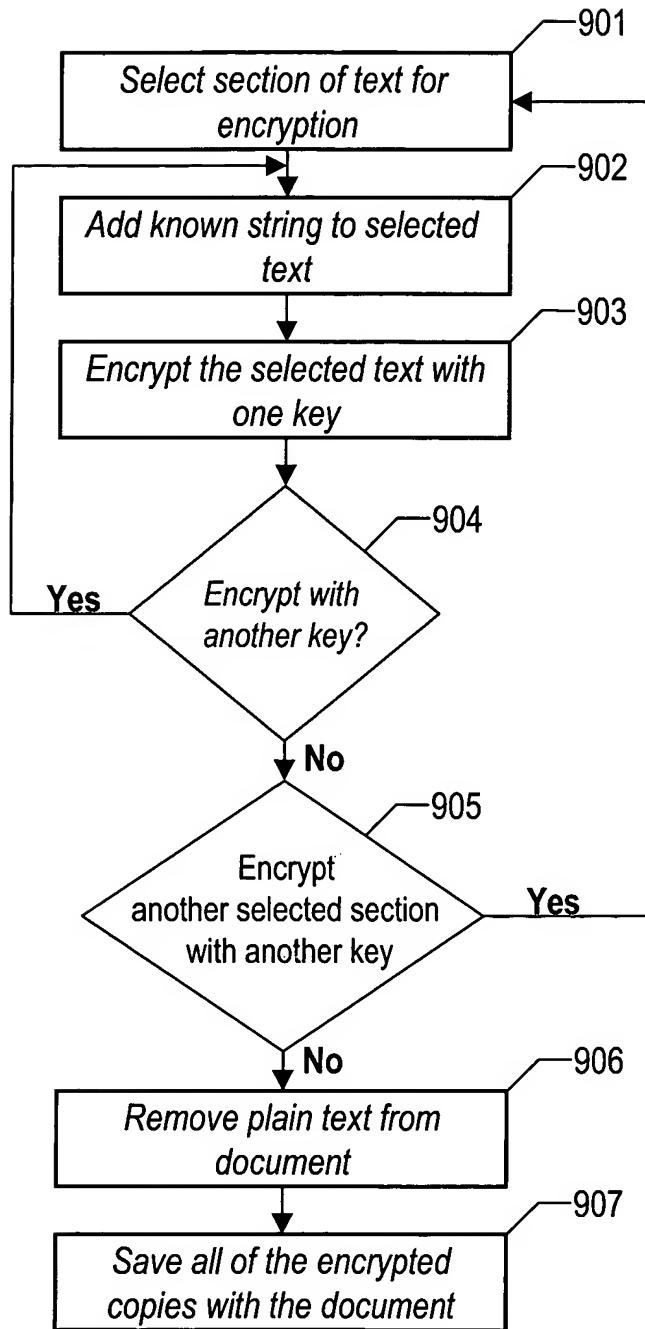 901
Select section of text for
encryption
902
Add known string to selected
text
903
Encrypt the selected text with
one key
904
Yes
Encrypt with
another key?
No
905
Encrypt
another selected section
with another key
Yes
No
906
Remove plain text from
document
907
Save all of the encrypted
copies with the document